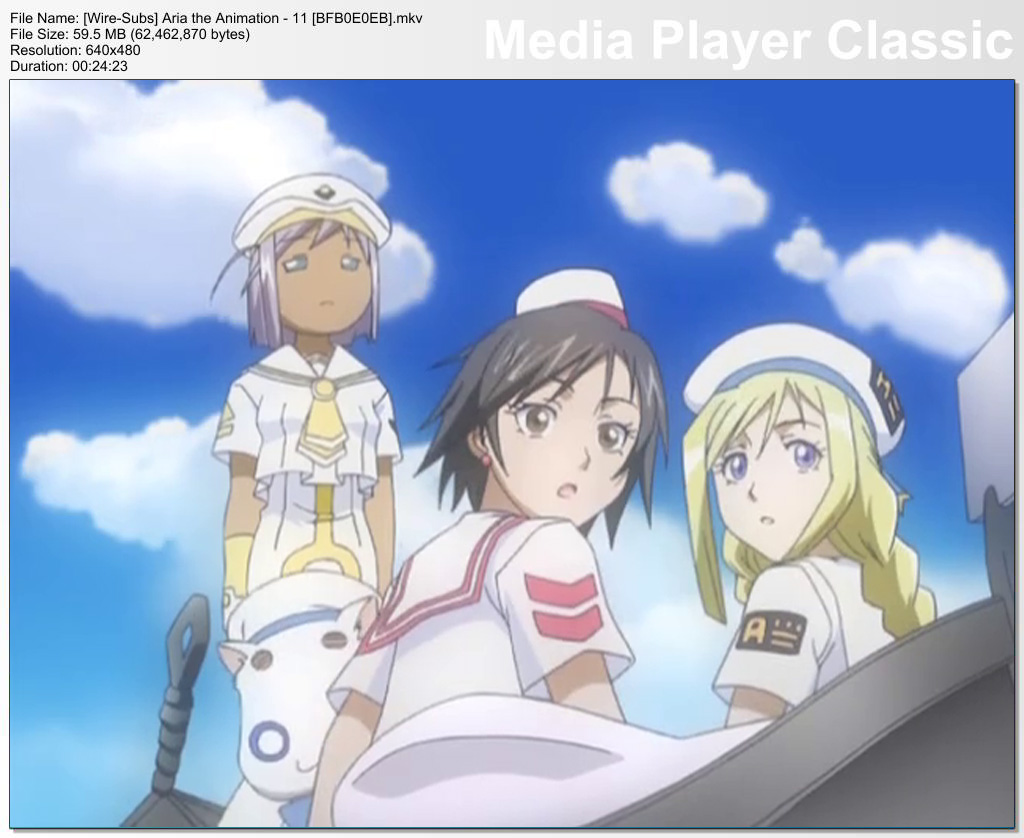 File Name: [Wire-Subs] Aria the Animation - 11 [BFB0E0EB].mkv
File Size: 59.5 MB (62,462,870 bytes)
Resolution: 640x480
Duration: 00:24:23
Media Player Classic
A